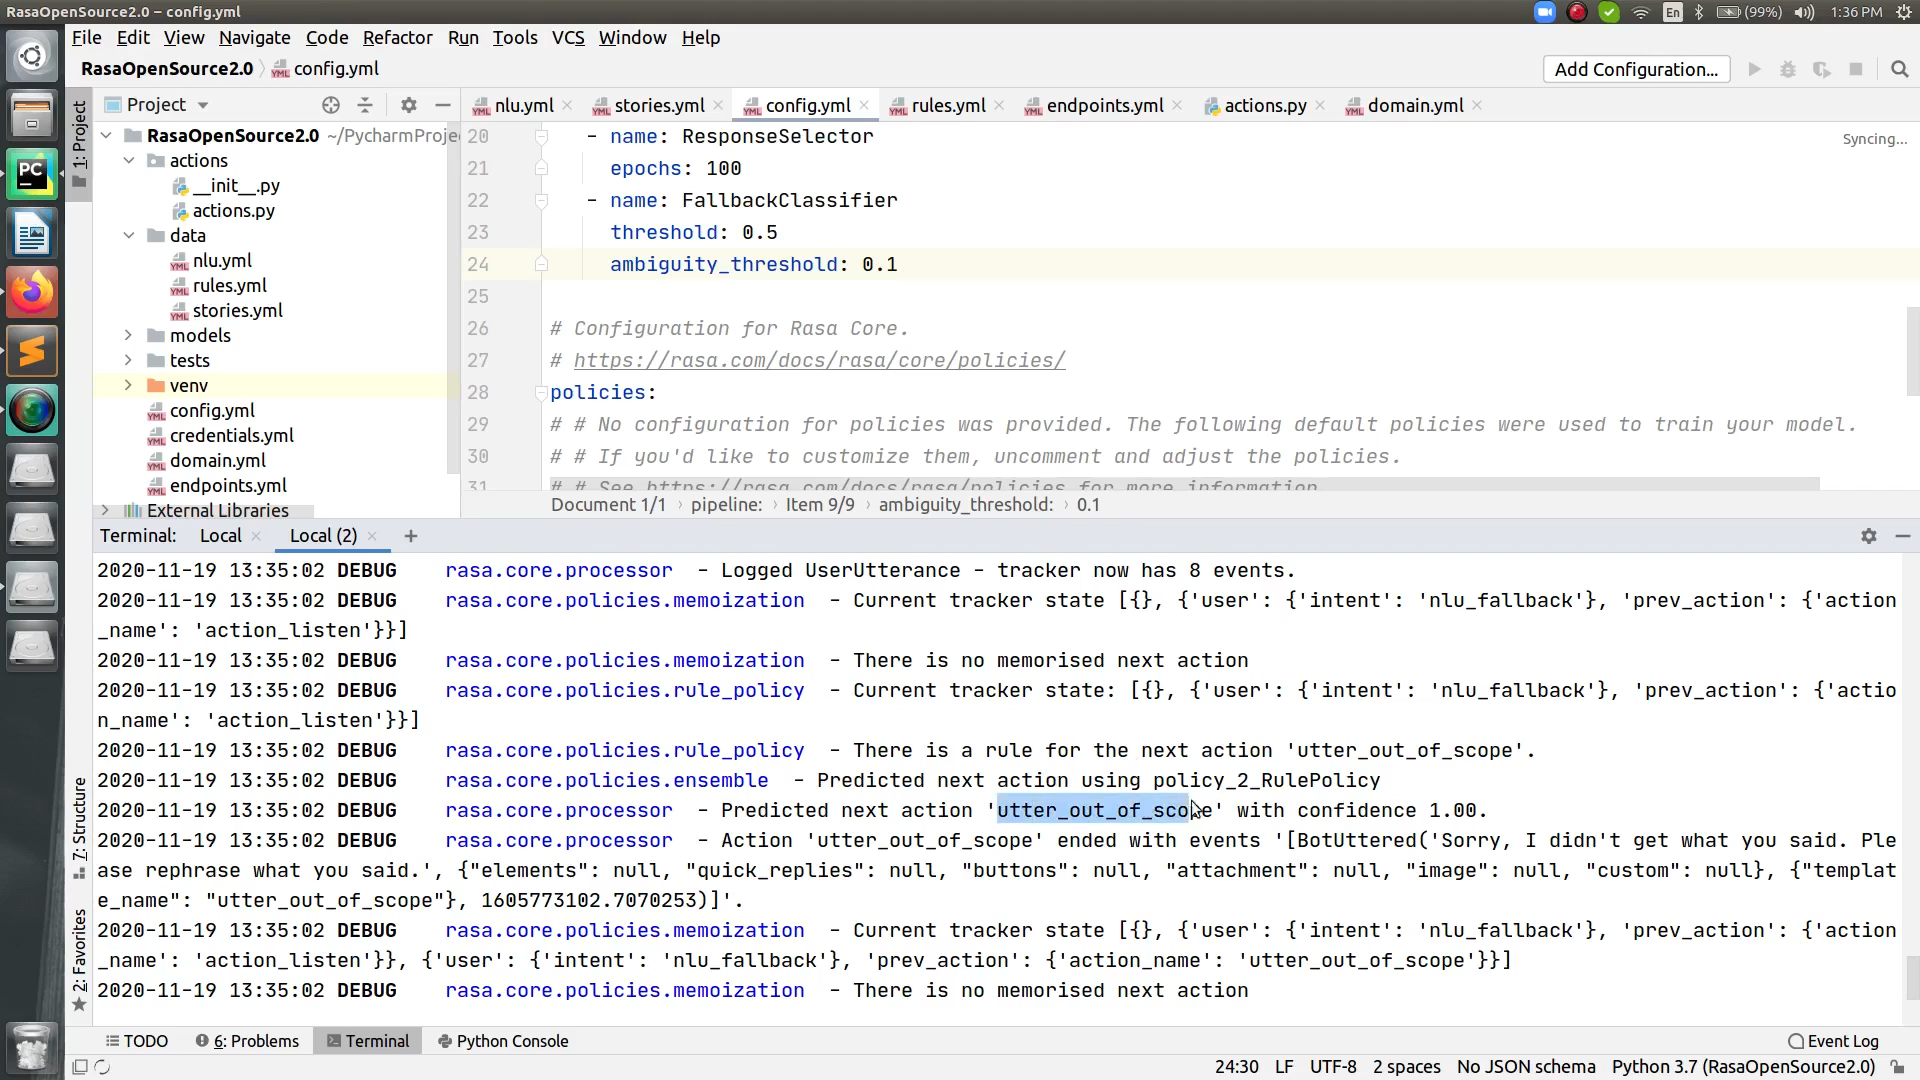 RasaOpenSource2.0 – config.yml
En
(99%)
1:36 PM
File Edit View Navigate Code Refactor Run Tools VCS Window Help
RasaOpenSource2.0 config.yml
Add Configuration...
1: Project
Project
nlu.yml stories.yml config.yml rules.yml endpoints.yml actions.py domain.yml
RasaOpenSource2.0 ~/PycharmProje
actions
__init__.py
actions.py
data
nlu.yml
rules.yml
stories.yml
models
tests
venv
config.yml
credentials.yml
domain.yml
endpoints.yml
External Libraries
Syncing...
20 - name: ResponseSelector
21 epochs: 100
22 - name: FallbackClassifier
23 threshold: 0.5
24 ambiguity_threshold: 0.1
25
26 # Configuration for Rasa Core.
27 # https://rasa.com/docs/rasa/core/policies/
28 policies:
29 # # No configuration for policies was provided. The following default policies were used to train your model.
30 # # If you'd like to customize them, uncomment and adjust the policies.
31 # # See https://rasa.com/docs/rasa/policies for more information.
Document 1/1 › pipeline: › Item 9/9 › ambiguity_threshold: › 0.1
Terminal: Local Local (2) +
2020-11-19 13:35:02 DEBUG rasa.core.processor - Logged UserUtterance - tracker now has 8 events.
2020-11-19 13:35:02 DEBUG rasa.core.policies.memoization - Current tracker state [{}, {'user': {'intent': 'nlu_fallback'}, 'prev_action': {'action
_name': 'action_listen'}}]
2020-11-19 13:35:02 DEBUG rasa.core.policies.memoization - There is no memorised next action
2020-11-19 13:35:02 DEBUG rasa.core.policies.rule_policy - Current tracker state: [{}, {'user': {'intent': 'nlu_fallback'}, 'prev_action': {'actio
n_name': 'action_listen'}}]
2020-11-19 13:35:02 DEBUG rasa.core.policies.rule_policy - There is a rule for the next action 'utter_out_of_scope'.
2020-11-19 13:35:02 DEBUG rasa.core.policies.ensemble - Predicted next action using policy_2_RulePolicy
2020-11-19 13:35:02 DEBUG rasa.core.processor - Predicted next action 'utter_out_of_scope' with confidence 1.00.
2020-11-19 13:35:02 DEBUG rasa.core.processor - Action 'utter_out_of_scope' ended with events '[BotUttered('Sorry, I didn't get what you said. Ple
ase rephrase what you said.', {"elements": null, "quick_replies": null, "buttons": null, "attachment": null, "image": null, "custom": null}, {"templat
e_name": "utter_out_of_scope"}, 1605773102.7070253)]'.
2020-11-19 13:35:02 DEBUG rasa.core.policies.memoization - Current tracker state [{}, {'user': {'intent': 'nlu_fallback'}, 'prev_action': {'action
_name': 'action_listen'}}, {'user': {'intent': 'nlu_fallback'}, 'prev_action': {'action_name': 'utter_out_of_scope'}}]
2020-11-19 13:35:02 DEBUG rasa.core.policies.memoization - There is no memorised next action
7: Structure
2: Favorites
TODO 6: Problems Terminal Python Console Event Log
24:30 LF UTF-8 2 spaces No JSON schema Python 3.7 (RasaOpenSource2.0)
PC